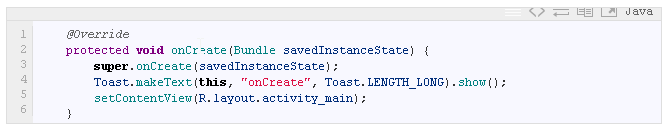 Java
1 @Override
2 protected void onCreate(Bundle savedInstanceState) {
3 super.onCreate(savedInstanceState);
4 Toast.makeText(this, "onCreate", Toast.LENGTH_LONG).show();
5 setContentView(R.layout.activity_main);
6 }